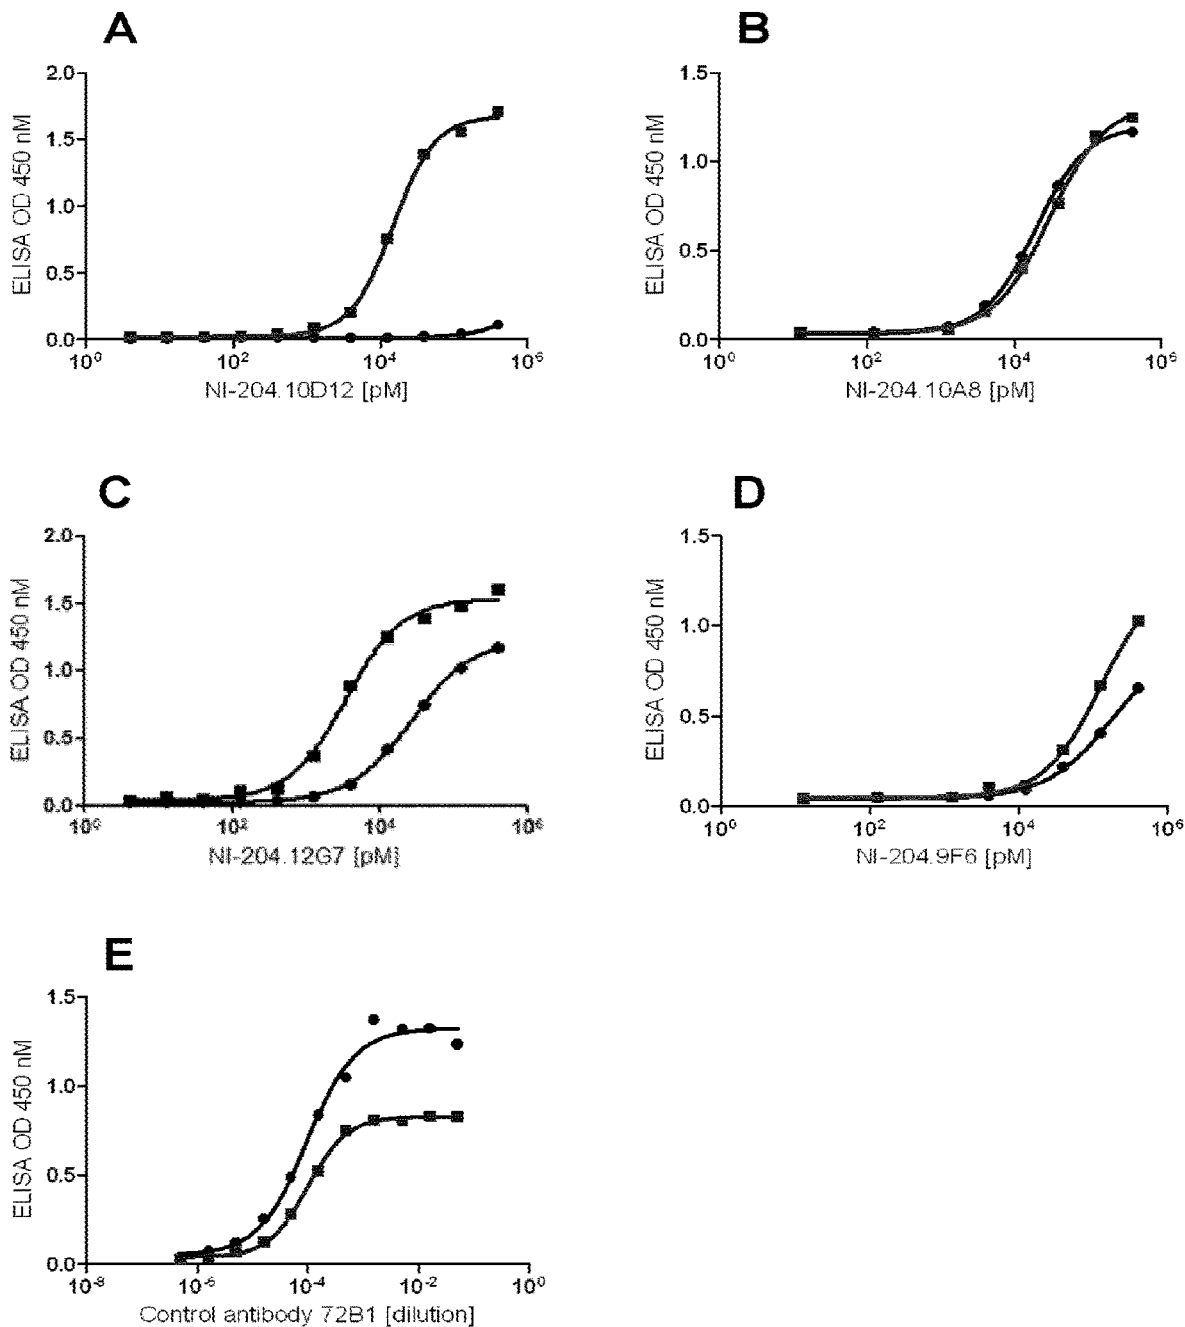 A
2.0
1.5
1.0
0.5
0.0
ELISA OD 450 nM
10⁰ 10² 10⁴ 10⁶
NI-204.10D12 [pM]
B
1.5
1.0
0.5
0.0
ELISA OD 450 nM
10⁰ 10² 10⁴ 10⁶
NI-204.10A8 [pM]
C
2.0
1.5
1.0
0.5
0.0
ELISA OD 450 nM
10⁰ 10² 10⁴ 10⁶
NI-204.12G7 [pM]
D
1.5
1.0
0.5
0.0
ELISA OD 450 nM
10⁰ 10² 10⁴ 10⁶
NI-204.9F6 [pM]
E
1.5
1.0
0.5
0.0
ELISA OD 450 nM
10⁻⁸ 10⁻⁶ 10⁻⁴ 10⁻² 10⁰
Control antibody 72B1 [dilution]